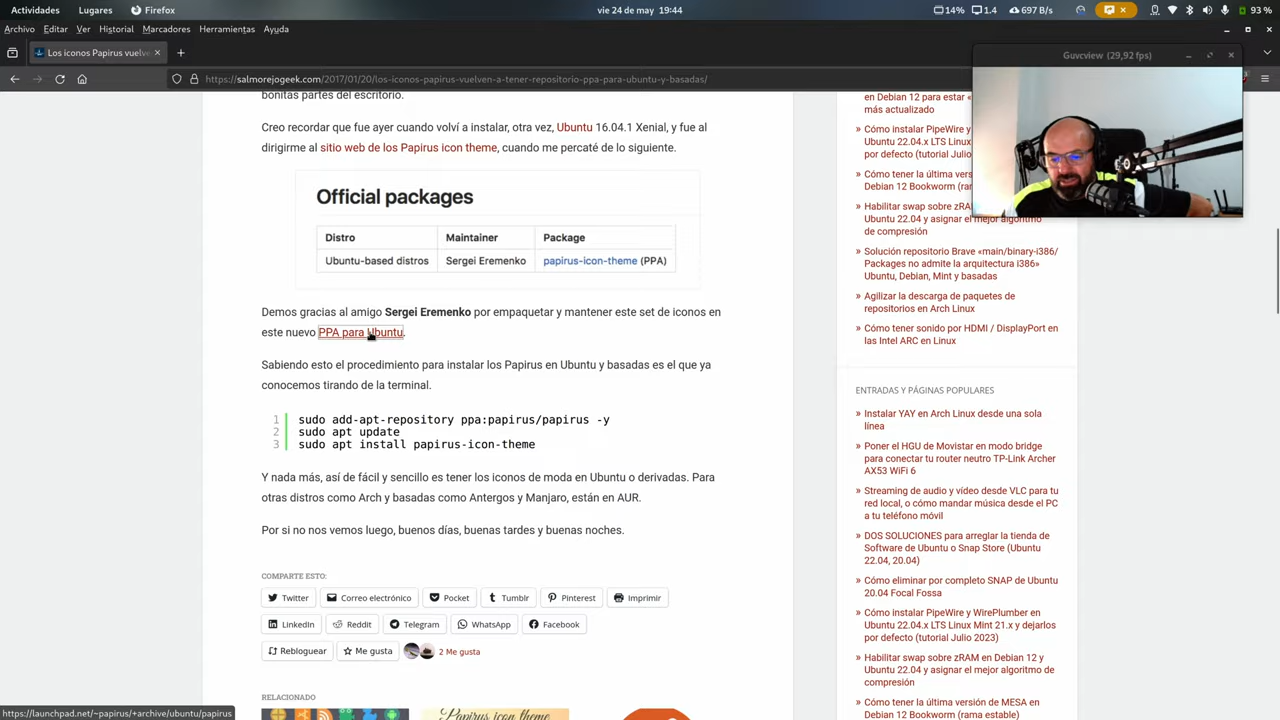 Actividades Lugares Firefox vie 24 de may 19:44 14% 1.4 697 B/s 93 %
Archivo Editar Ver Historial Marcadores Herramientas Ayuda
Los iconos Papirus vuelv
Guvcview (29,92 fps)
https://salmorejogeek.com/2017/01/20/los-iconos-papirus-vuelven-a-tener-repositorio-ppa-para-ubuntu-y-basadas/
bonitas partes del escritorio.
Creo recordar que fue ayer cuando volví a instalar, otra vez, Ubuntu 16.04.1 Xenial, y fue al
dirigirme al sitio web de los Papirus icon theme, cuando me percaté de lo siguiente.
Official packages
Distro Maintainer Package
Ubuntu-based distros Sergei Eremenko papirus-icon-theme (PPA)
Demos gracias al amigo Sergei Eremenko por empaquetar y mantener este set de iconos en
este nuevo PPA para Ubuntu.
Sabiendo esto el procedimiento para instalar los Papirus en Ubuntu y basadas es el que ya
conocemos tirando de la terminal.
1 sudo add-apt-repository ppa:papirus/papirus -y
2 sudo apt update
3 sudo apt install papirus-icon-theme
Y nada más, así de fácil y sencillo es tener los iconos de moda en Ubuntu o derivadas. Para
otras distros como Arch y basadas como Antergos y Manjaro, están en AUR.
Por si no nos vemos luego, buenos días, buenas tardes y buenas noches.
COMPARTE ESTO:
Twitter Correo electrónico Pocket Tumblr Pinterest Imprimir
LinkedIn Reddit Telegram WhatsApp Facebook
Rebloguear Me gusta 2 Me gusta
RELACIONADO
Papirus icon theme
en Debian 12 para estar «
más actualizado
» Cómo instalar PipeWire y
Ubuntu 22.04.x LTS Linux
por defecto (tutorial Julio
» Cómo tener la última vers
Debian 12 Bookworm (ra
» Habilitar swap sobre zRA
Ubuntu 22.04 y asignar el mejor algoritmo
de compresión
» Solución repositorio Brave «main/binary-i386/
Packages no admite la arquitectura i386»
Ubuntu, Debian, Mint y basadas
» Agilizar la descarga de paquetes de
repositorios en Arch Linux
» Cómo tener sonido por HDMI / DisplayPort en
las Intel ARC en Linux
ENTRADAS Y PÁGINAS POPULARES
» Instalar YAY en Arch Linux desde una sola
línea
» Poner el HGU de Movistar en modo bridge
para conectar tu router neutro TP-Link Archer
AX53 WiFi 6
» Streaming de audio y vídeo desde VLC para tu
red local, o cómo mandar música desde el PC
a tu teléfono móvil
» DOS SOLUCIONES para arreglar la tienda de
Software de Ubuntu o Snap Store (Ubuntu
22.04, 20.04)
» Cómo eliminar por completo SNAP de Ubuntu
20.04 Focal Fossa
» Cómo instalar PipeWire y WirePlumber en
Ubuntu 22.04.x LTS Linux Mint 21.x y dejarlos
por defecto (tutorial Julio 2023)
» Habilitar swap sobre zRAM en Debian 12 y
Ubuntu 22.04 y asignar el mejor algoritmo de
compresión
» Cómo tener la última versión de MESA en
Debian 12 Bookworm (rama estable)
https://launchpad.net/~papirus/+archive/ubuntu/papirus